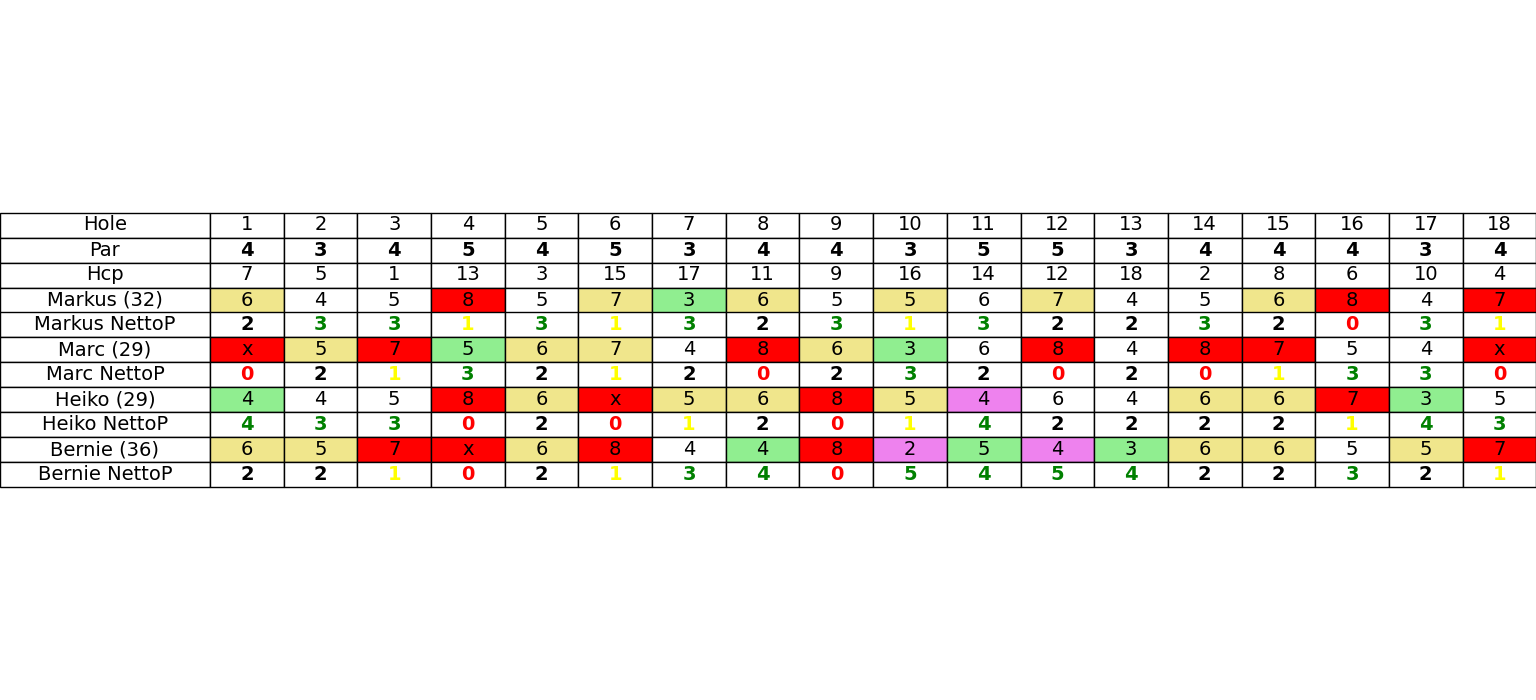 Hole 1 2 3 4 5 6 7 8 9 10 11 12 13 14 15 16 17 18
Par 4 3 4 5 4 5 3 4 4 3 5 5 3 4 4 4 3 4
Hcp 7 5 1 13 3 15 17 11 9 16 14 12 18 2 8 6 10 4
Markus (32) 6 4 5 8 5 7 3 6 5 5 6 7 4 5 6 8 4 7
Markus NettoP 2 3 3 1 3 1 3 2 3 1 3 2 2 3 2 0 3 1
Marc (29) x 5 7 5 6 7 4 8 6 3 6 8 4 8 7 5 4 x
Marc NettoP 0 2 1 3 2 1 2 0 2 3 2 0 2 0 1 3 3 0
Heiko (29) 4 4 5 8 6 x 5 6 8 5 4 6 4 6 6 7 3 5
Heiko NettoP 4 3 3 0 2 0 1 2 0 1 4 2 2 2 2 1 4 3
Bernie (36) 6 5 7 x 6 8 4 4 8 2 5 4 3 6 6 5 5 7
Bernie NettoP 2 2 1 0 2 1 3 4 0 5 4 5 4 2 2 3 2 1